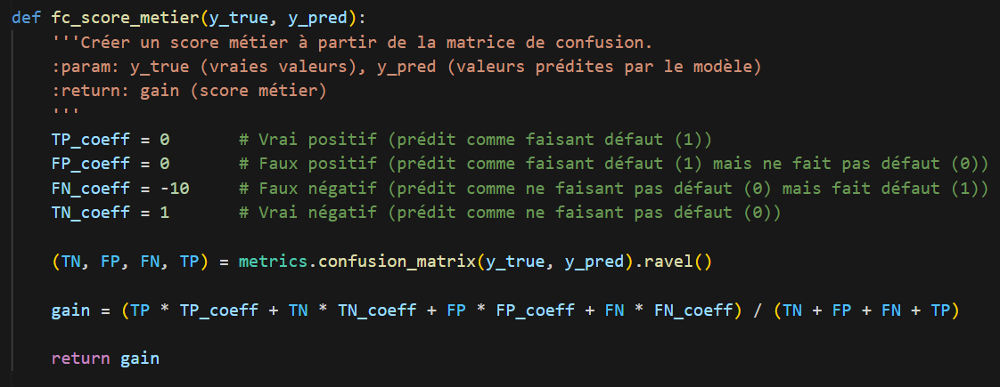 def fc_score_metier(y_true, y_pred):
    '''Créer un score métier à partir de la matrice de confusion.
    :param: y_true (vraies valeurs), y_pred (valeurs prédites par le modèle)
    :return: gain (score métier)
    '''
    TP_coeff = 0       # Vrai positif (prédit comme faisant défaut (1))
    FP_coeff = 0       # Faux positif (prédit comme faisant défaut (1) mais ne fait pas défaut (0))
    FN_coeff = -10     # Faux négatif (prédit comme ne faisant pas défaut (0) mais fait défaut (1))
    TN_coeff = 1       # Vrai négatif (prédit comme ne faisant pas défaut (0))
    (TN, FP, FN, TP) = metrics.confusion_matrix(y_true, y_pred).ravel()
    gain = (TP * TP_coeff + TN * TN_coeff + FP * FP_coeff + FN * FN_coeff) / (TN + FP + FN + TP)
    return gain